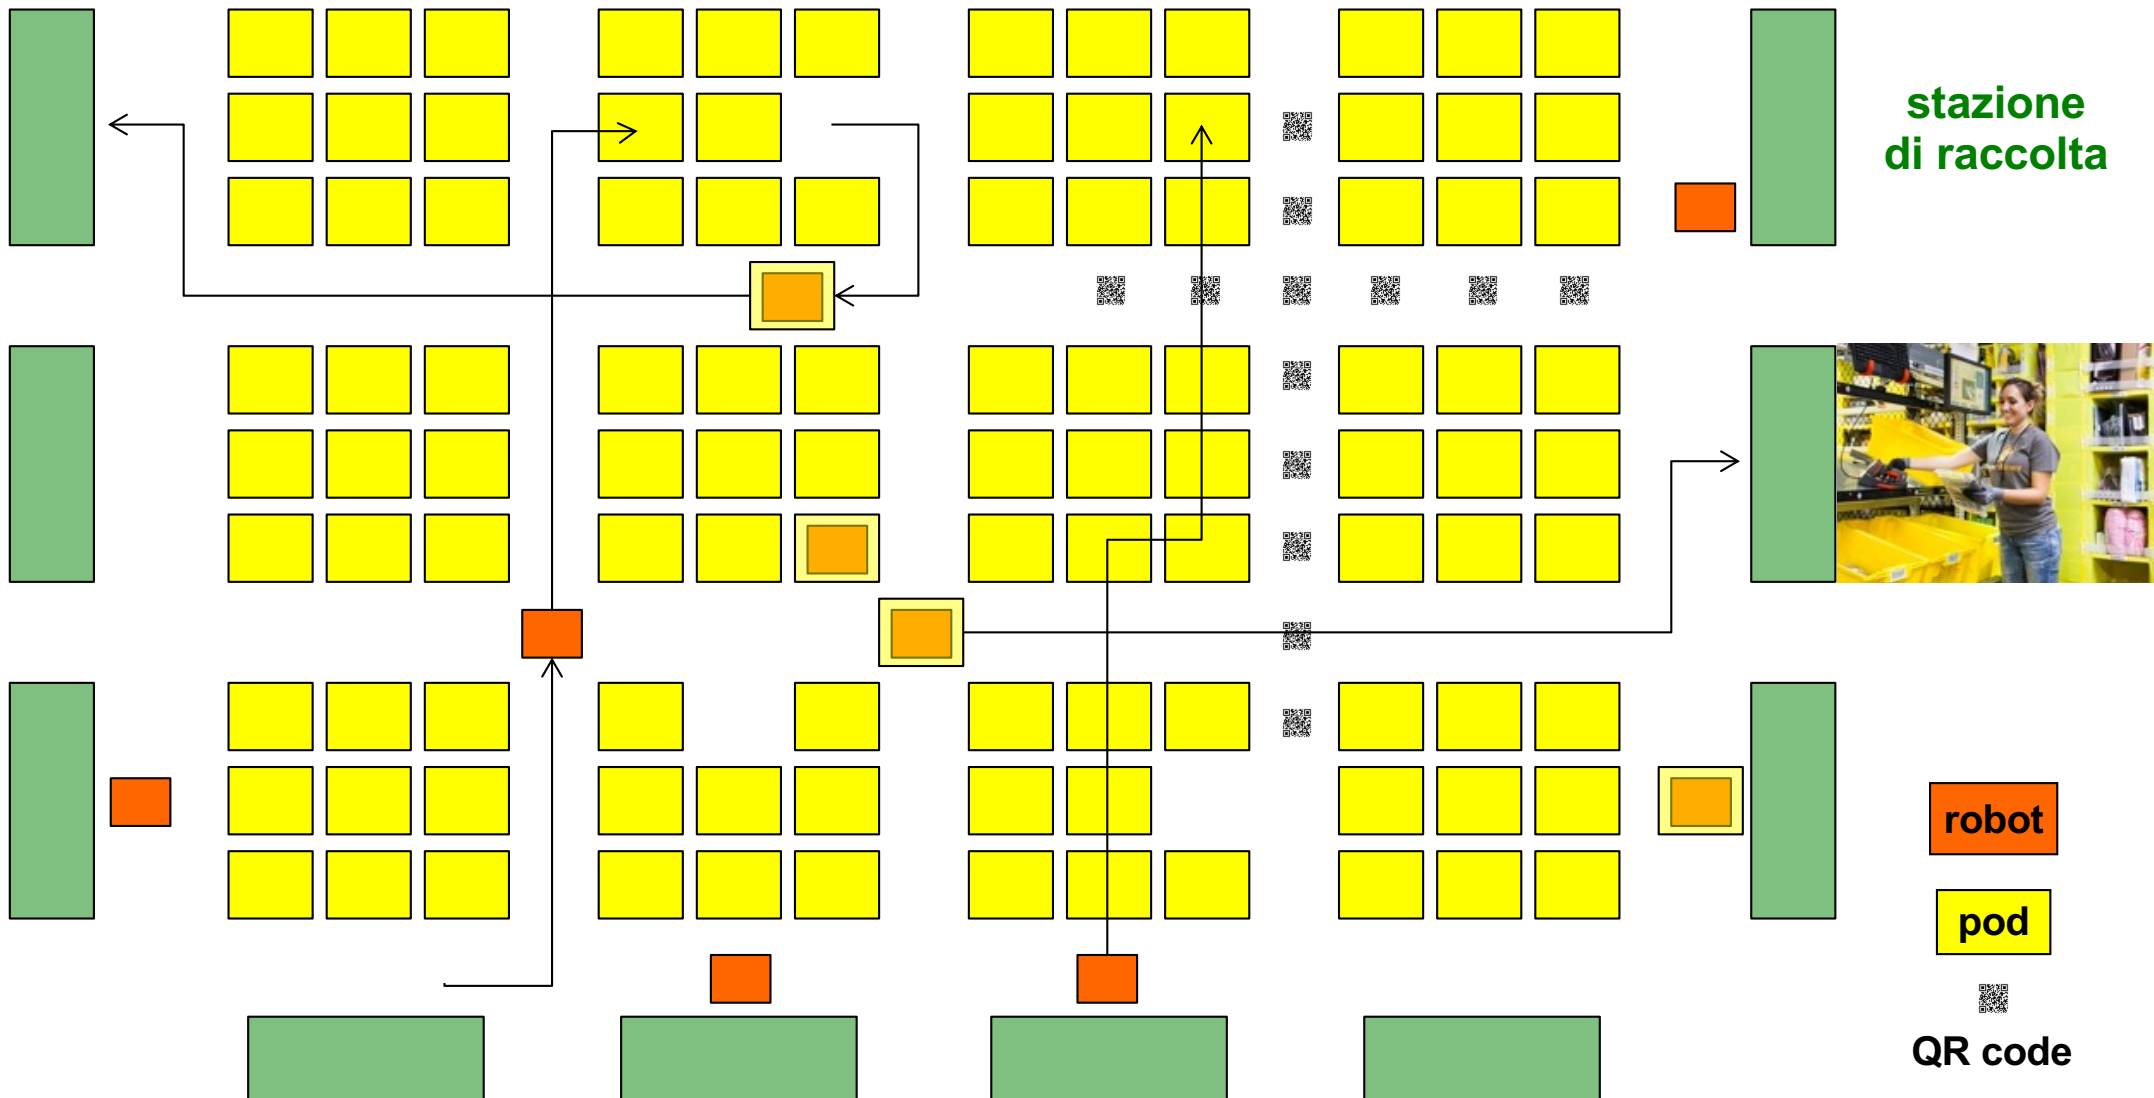 stazione
di raccolta
robot
pod
QR code